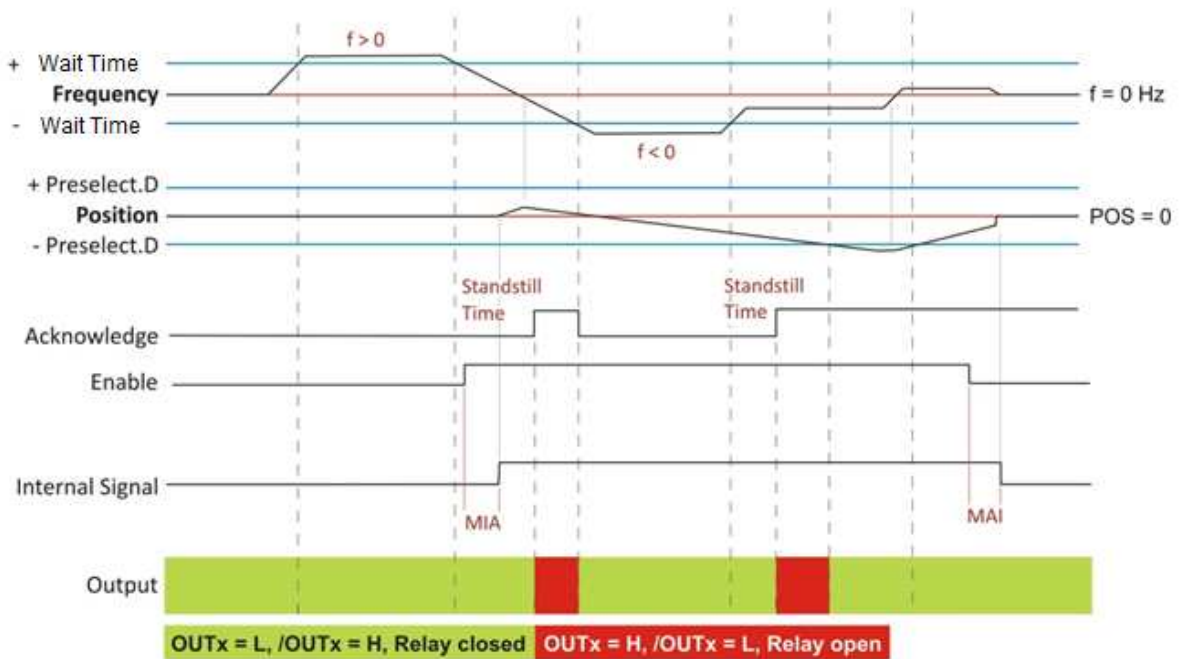 f > 0
+ Wait Time
Frequency
f = 0 Hz
- Wait Time
f < 0
+ Preselect.D
Position
POS = 0
- Preselect.D
Standstill
Time
Standstill
Time
Acknowledge
Enable
Internal Signal
MIA
MAI
Output
OUTx = L, /OUTx = H, Relay closed
OUTx = H, /OUTx = L, Relay open